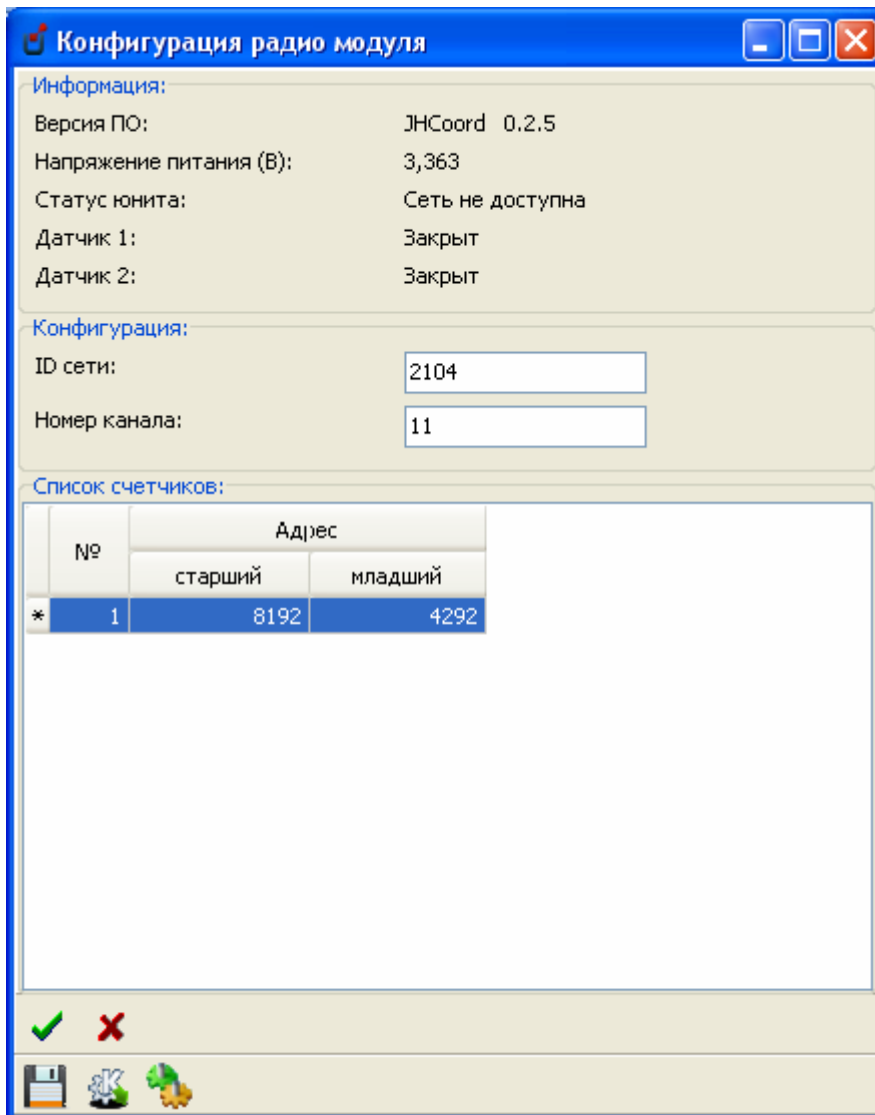 Конфигурация радио модуля
Информация:
Версия ПО: JHCoord 0.2.5
Напряжение питания (В): 3,363
Статус юнита: Сеть не доступна
Датчик 1: Закрыт
Датчик 2: Закрыт
Конфигурация:
ID сети: 2104
Номер канала: 11
Список счетчиков:
№ Адрес
старший младший
* 1 8192 4292